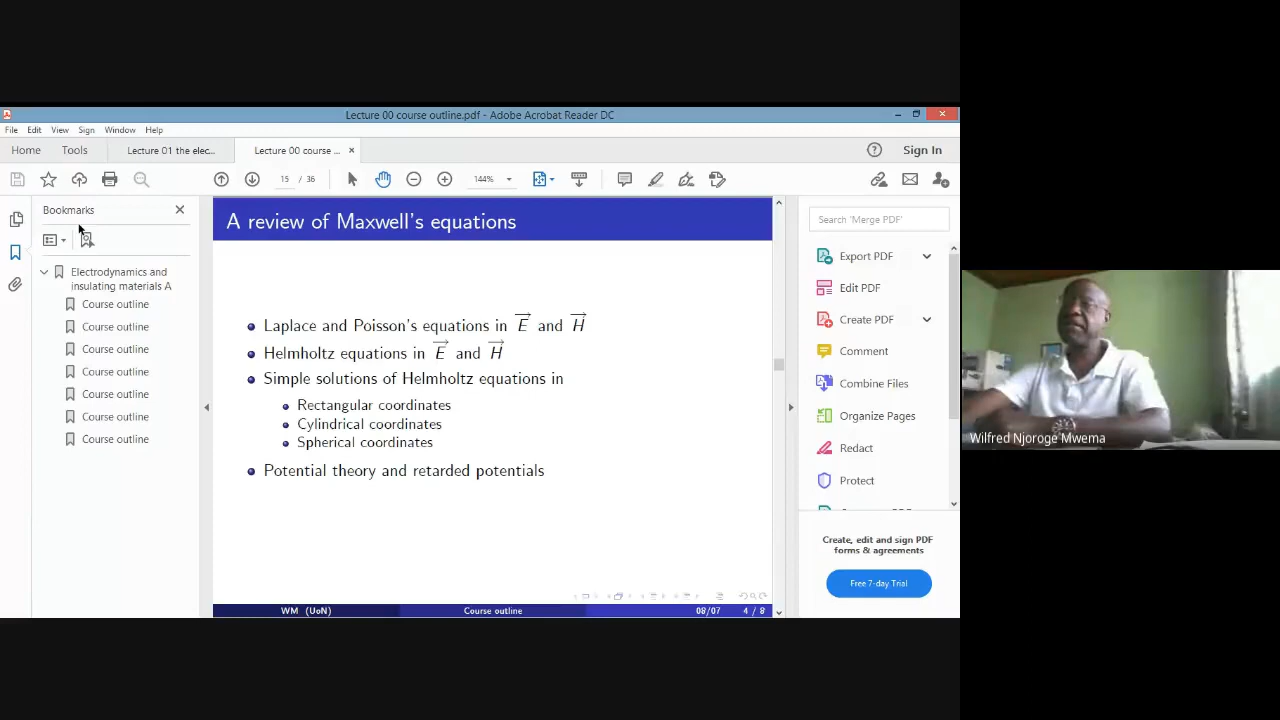 Lecture 00 course outline.pdf - Adobe Acrobat Reader DC
File Edit View Sign Window Help
Home Tools Lecture 01 the elec... Lecture 00 course ... × ? Sign In
15 / 36 144%
Bookmarks ×
Electrodynamics and
insulating materials A
Course outline
Course outline
Course outline
Course outline
Course outline
Course outline
Course outline
A review of Maxwell's equations
Laplace and Poisson's equations in E⃗ and H⃗
Helmholtz equations in E⃗ and H⃗
Simple solutions of Helmholtz equations in
Rectangular coordinates
Cylindrical coordinates
Spherical coordinates
Potential theory and retarded potentials
WM (UoN) Course outline 08/07 4 / 8
Search 'Merge PDF'
Export PDF
Edit PDF
Create PDF
Comment
Combine Files
Organize Pages
Redact
Protect
Create, edit and sign PDF
forms & agreements
Free 7-day Trial
Wilfred Njoroge Mwema